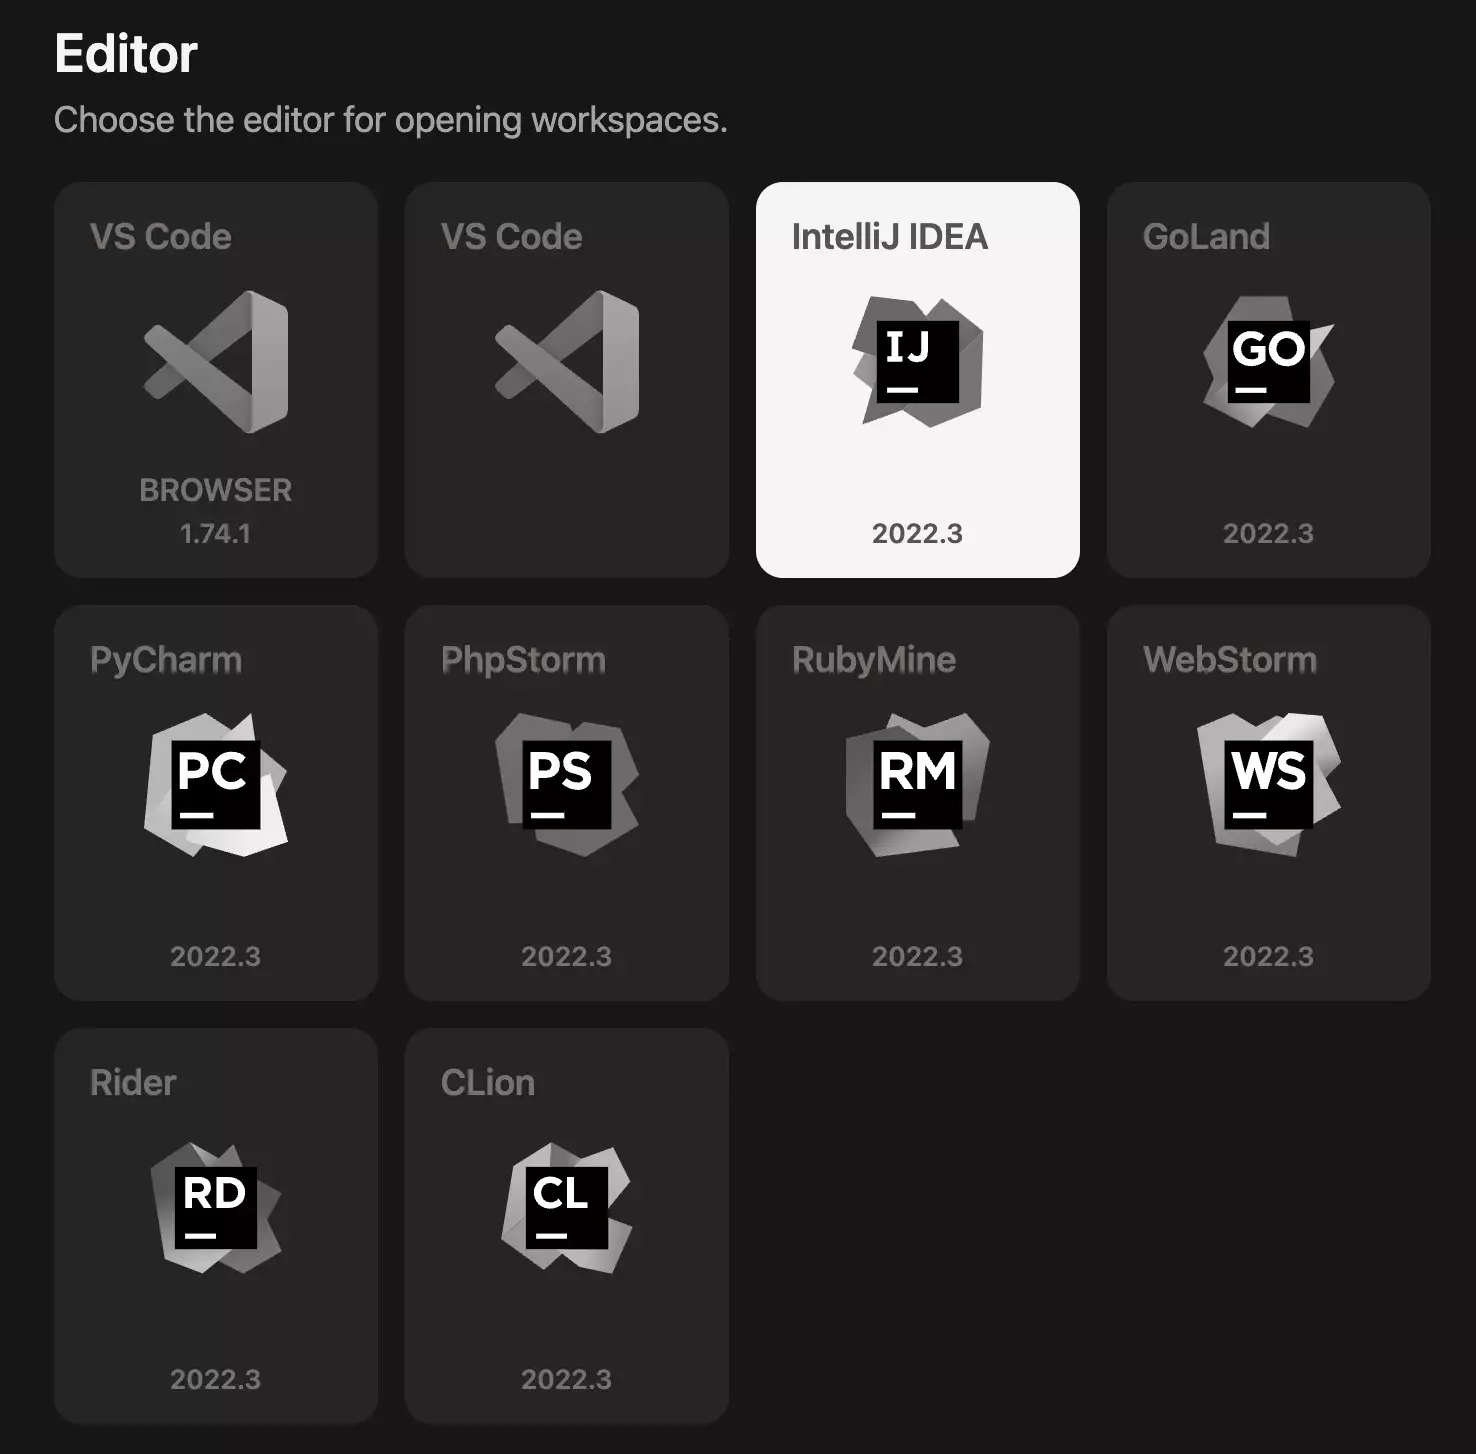 Editor
Choose the editor for opening workspaces.
VS Code
BROWSER
1.74.1
VS Code
IntelliJ IDEA
IJ
2022.3
GoLand
GO
2022.3
PyCharm
PC
2022.3
PhpStorm
PS
2022.3
RubyMine
RM
2022.3
WebStorm
WS
2022.3
Rider
RD
2022.3
CLion
CL
2022.3